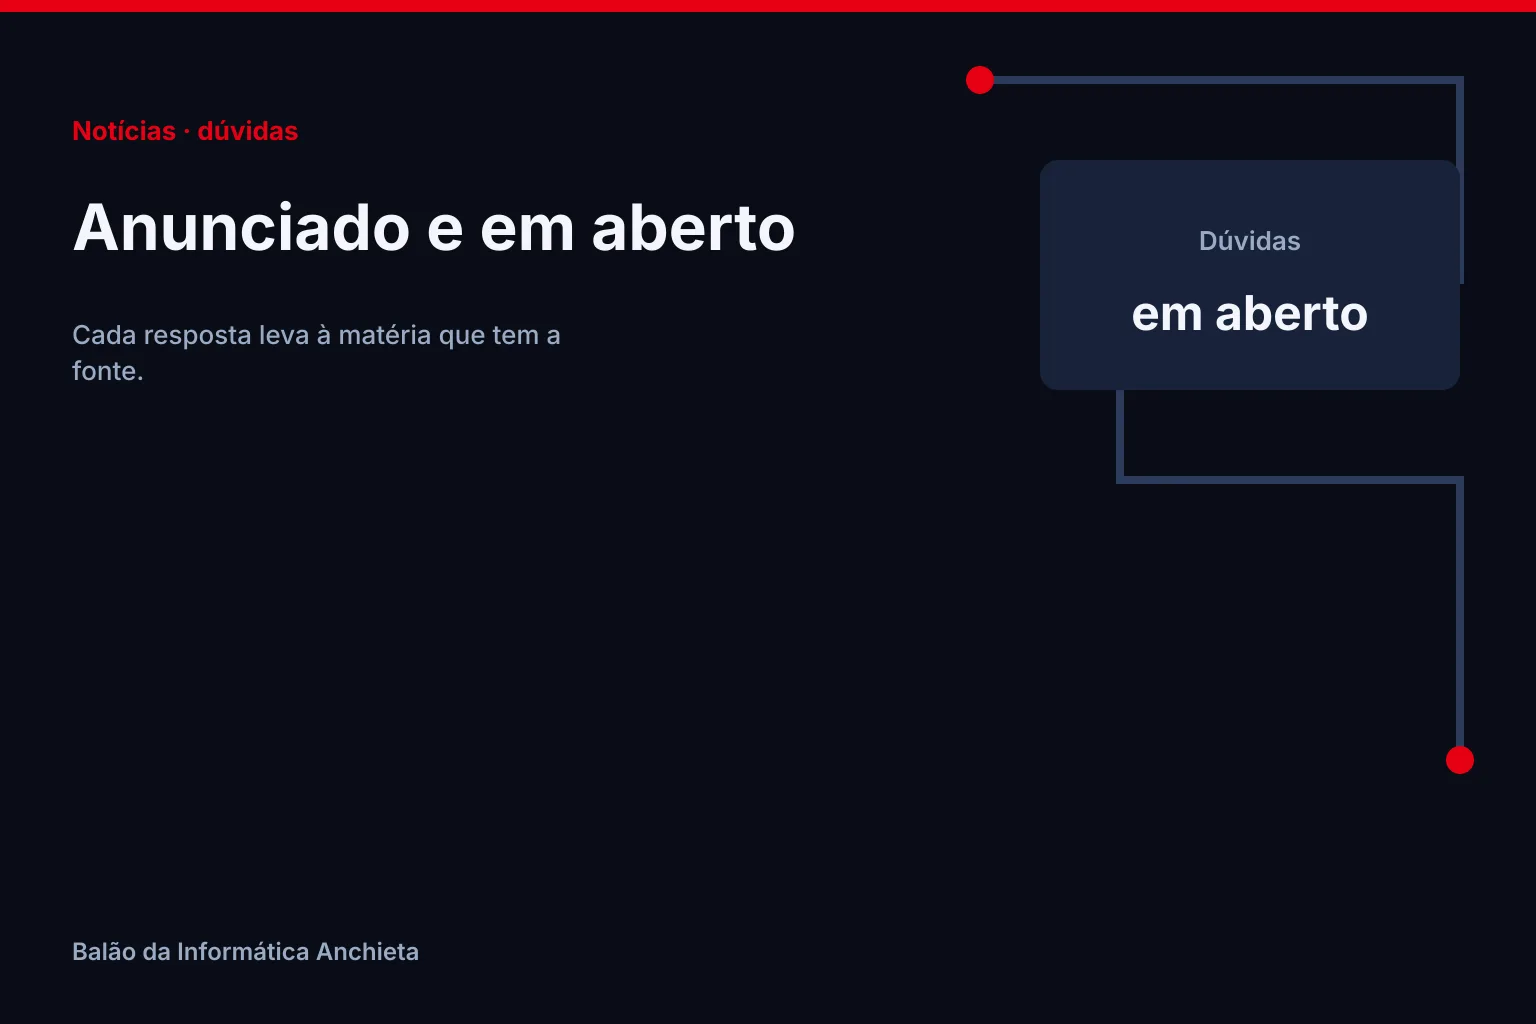 Notícias · dúvidas
Anunciado e em aberto
Cada resposta leva à matéria que tem a
fonte.
Dúvidas
em aberto
Balão da Informática Anchieta